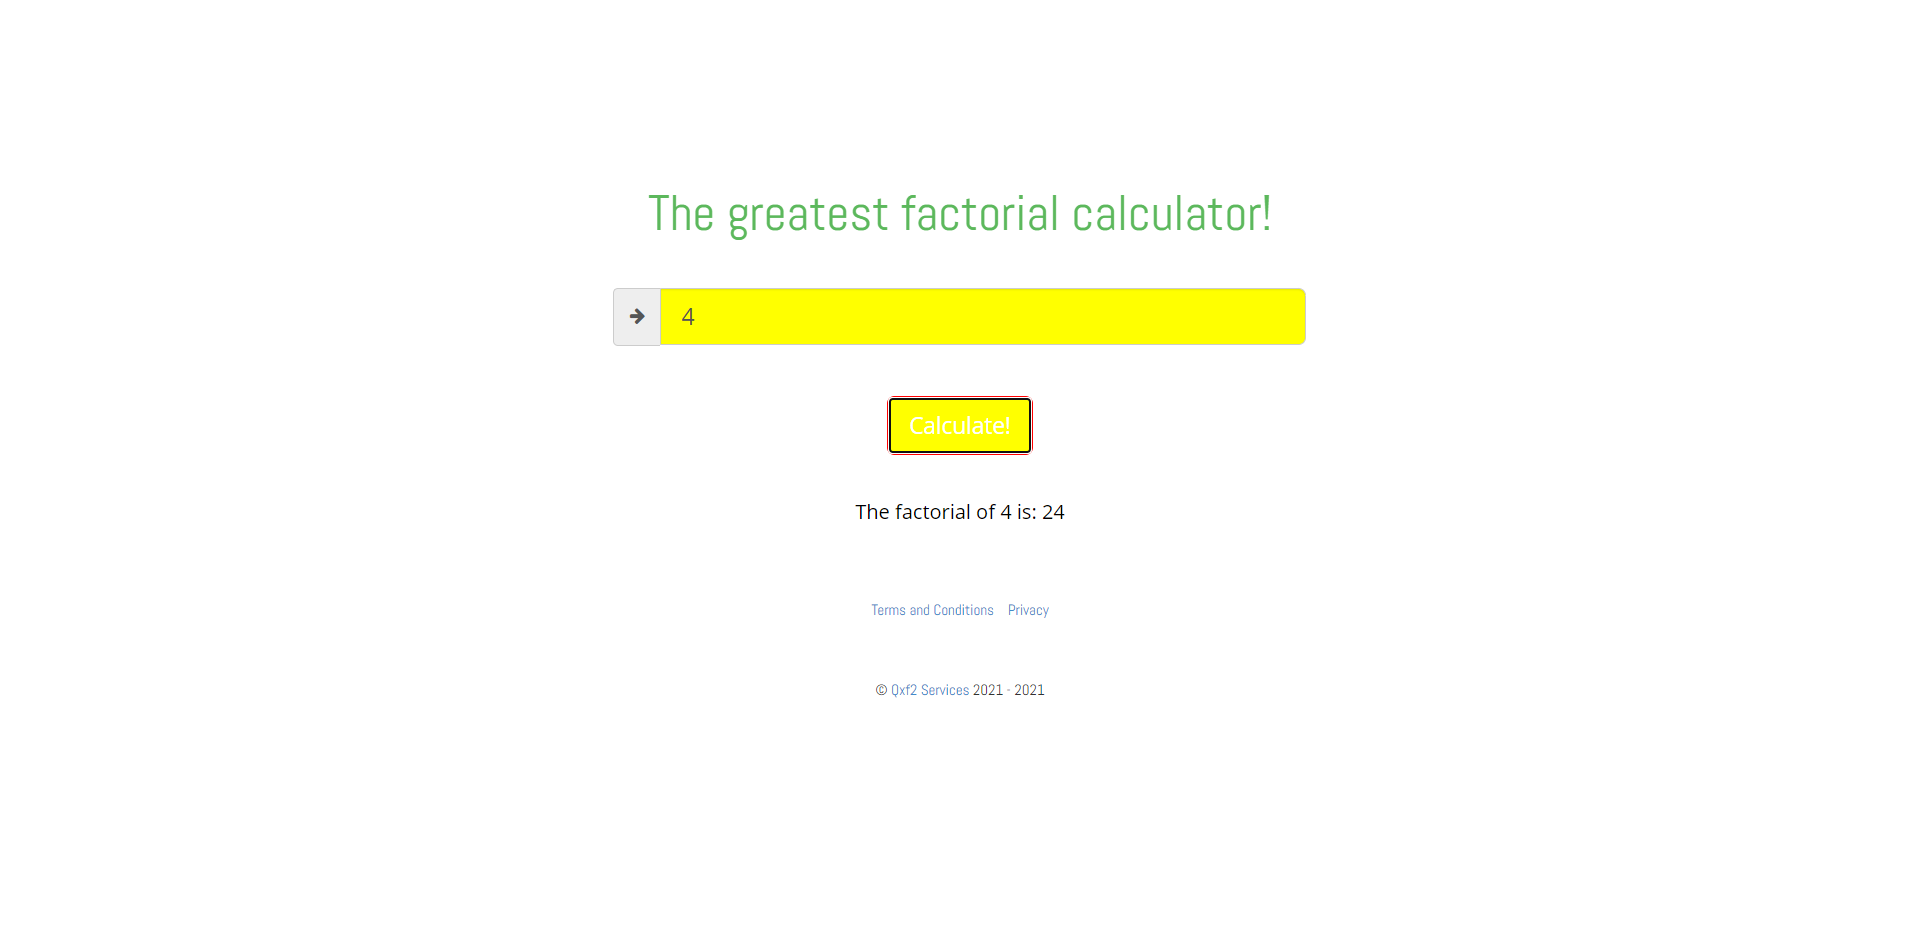 The greatest factorial calculator!
4
Calculate!
The factorial of 4 is: 24
Terms and Conditions Privacy
© Qxf2 Services 2021 - 2021